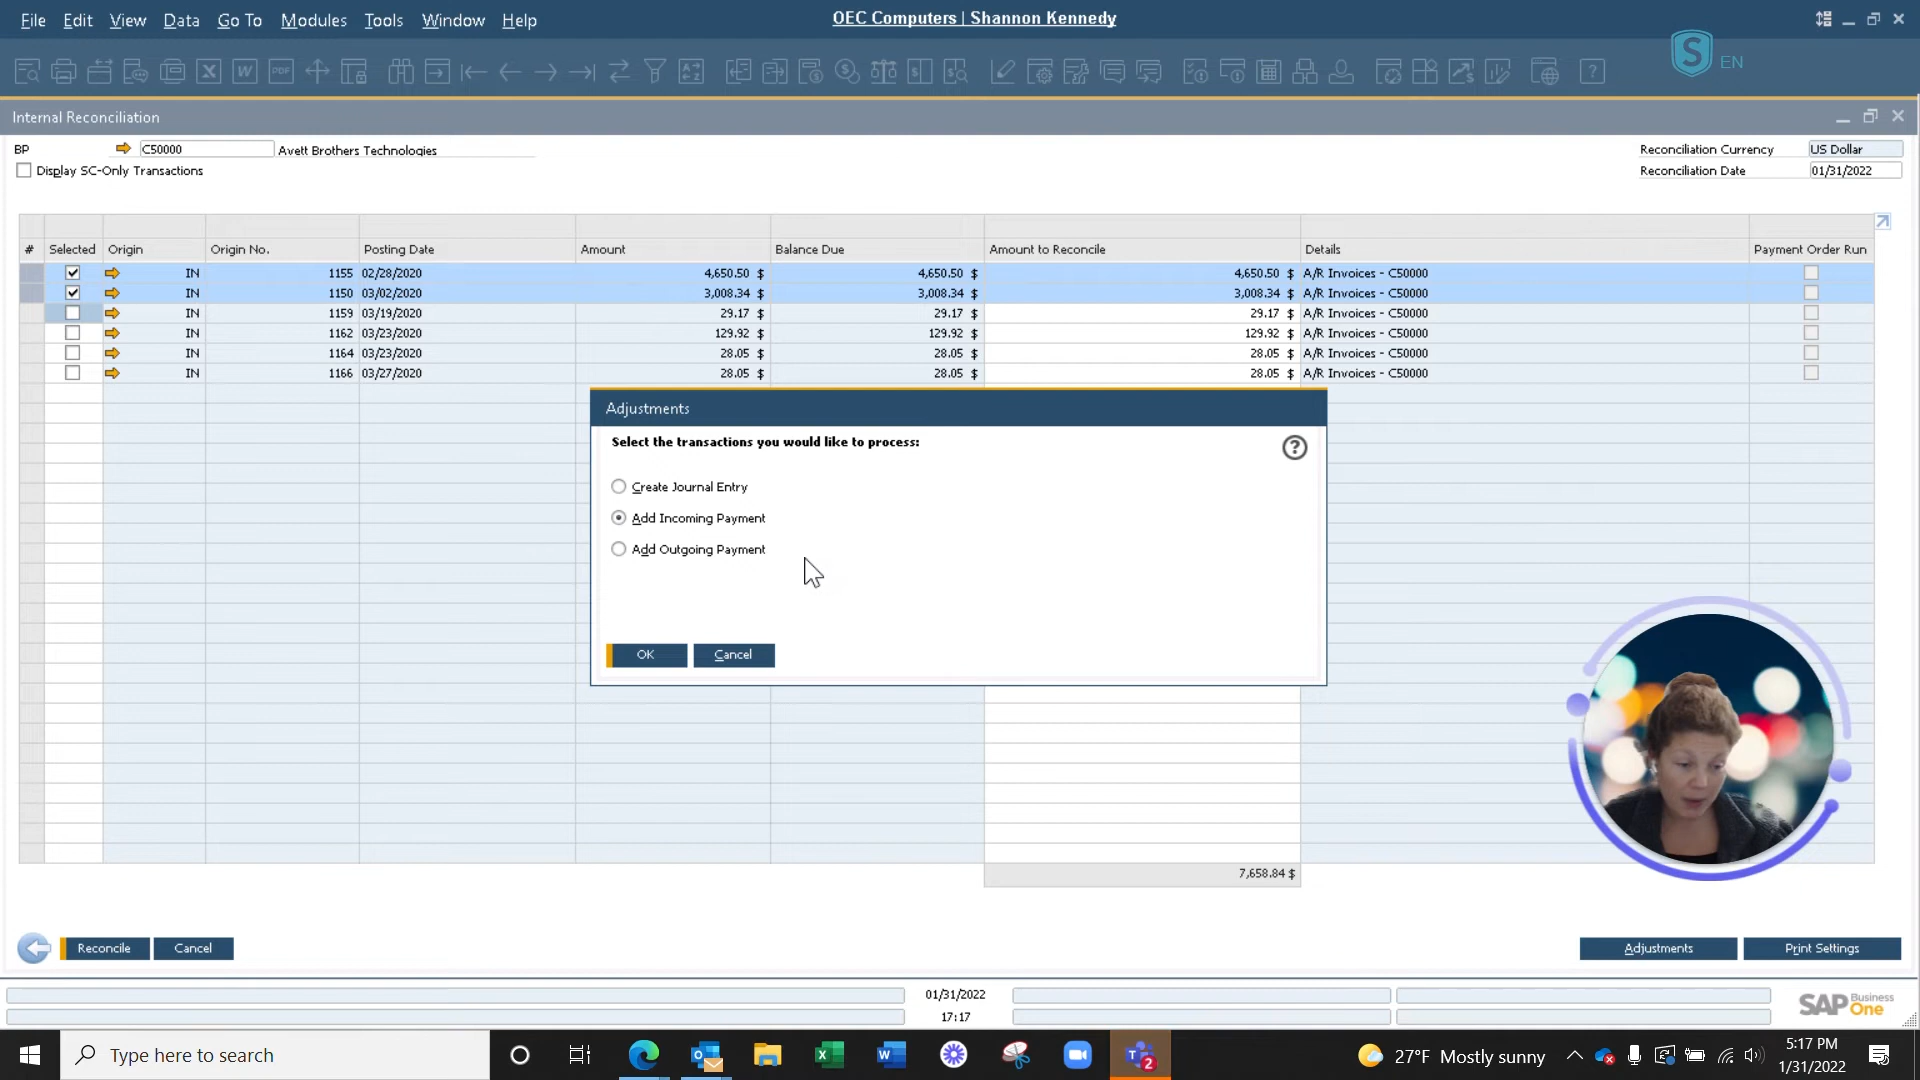 File Edit View Data Go To Modules Tools Window Help
OEC Computers | Shannon Kennedy
S EN
Internal Reconciliation
BP C50000 Avett Brothers Technologies
Reconciliation Currency US Dollar
Display SC-Only Transactions
Reconciliation Date 01/31/2022
# Selected Origin Origin No. Posting Date Amount Balance Due Amount to Reconcile Details Payment Order Run
IN 1155 02/28/2020 4,650.50 $ 4,650.50 $ 4,650.50 $ A/R Invoices - C50000
IN 1150 03/02/2020 3,008.34 $ 3,008.34 $ 3,008.34 $ A/R Invoices - C50000
IN 1159 03/19/2020 29.17 $ 29.17 $ 29.17 $ A/R Invoices - C50000
IN 1162 03/23/2020 129.92 $ 129.92 $ 129.92 $ A/R Invoices - C50000
IN 1164 03/23/2020 28.05 $ 28.05 $ 28.05 $ A/R Invoices - C50000
IN 1166 03/27/2020 28.05 $ 28.05 $ 28.05 $ A/R Invoices - C50000
Adjustments
Select the transactions you would like to process:
Create Journal Entry
Add Incoming Payment
Add Outgoing Payment
OK Cancel
7,658.84 $
Reconcile Cancel Adjustments Print Settings
01/31/2022
17:17
SAP Business One
Type here to search
27°F Mostly sunny
5:17 PM
1/31/2022